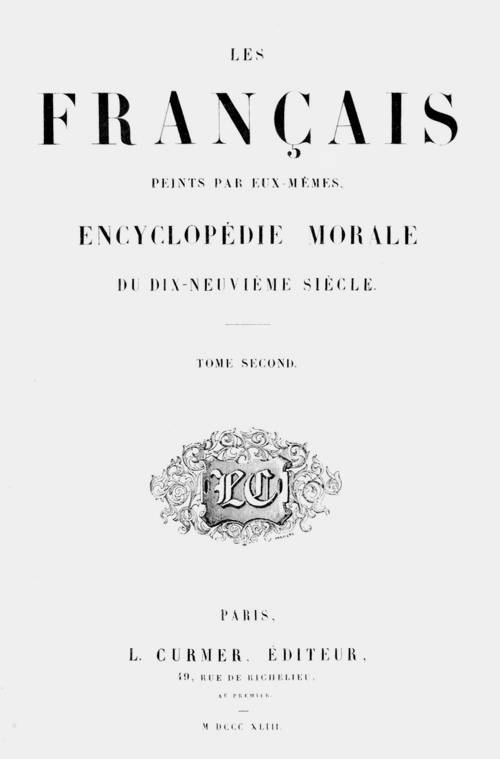 LES
FRANÇAIS
PEINTS PAR EUX-MÊMES,
ENCYCLOPÉDIE MORALE
DU DIX-NEUVIÈME SIÈCLE.
TOME SECOND.
LC
PARIS,
L. CURMER, ÉDITEUR,
49, RUE DE RICHELIEU,
AU PREMIER.
M DCCC XLIII.